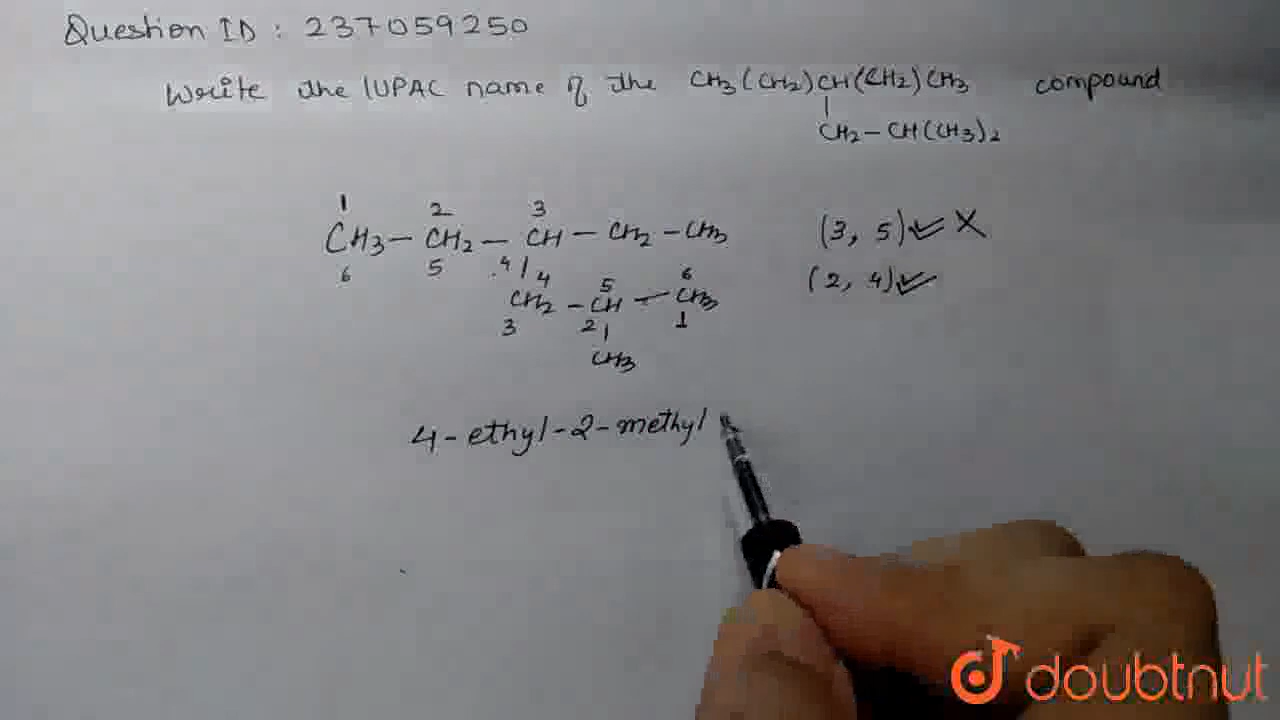 Question ID : 237059250
Write the IUPAC name of the CH3(CH2)CH(CH2)CH3 compound
|
CH2-CH(CH3)2
1 2 3
CH3-CH2-CH-CH2-CH3 (3, 5)✓ X
6 5 4/ 4 5 6 (2, 4)✓
CH2-CH-CH3
3 2 | 1
CH3
4-ethyl-2-methyl
doubtnut